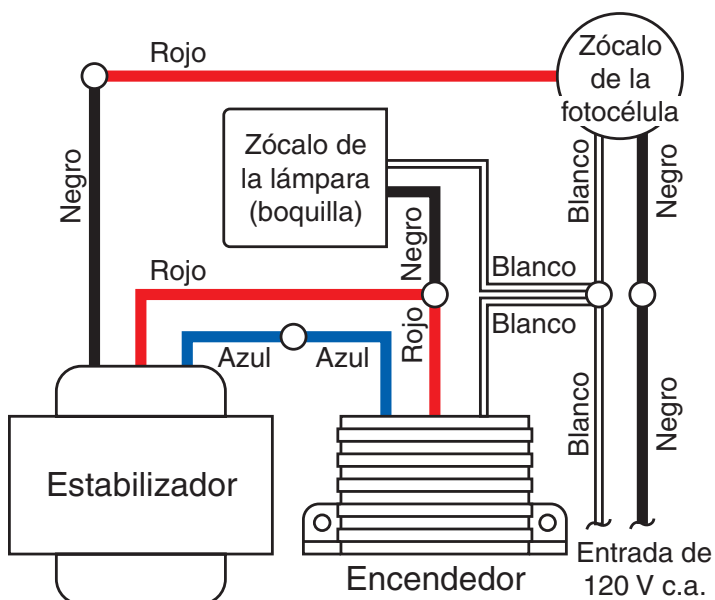 Rojo
Zócalo
de la
fotocélula
Zócalo de
la lámpara
(boquilla)
Negro
Blanco
Negro
Negro
Rojo
Blanco
Blanco
Rojo
Azul
Azul
Blanco
Negro
Estabilizador
Encendedor
Entrada de
120 V c.a.